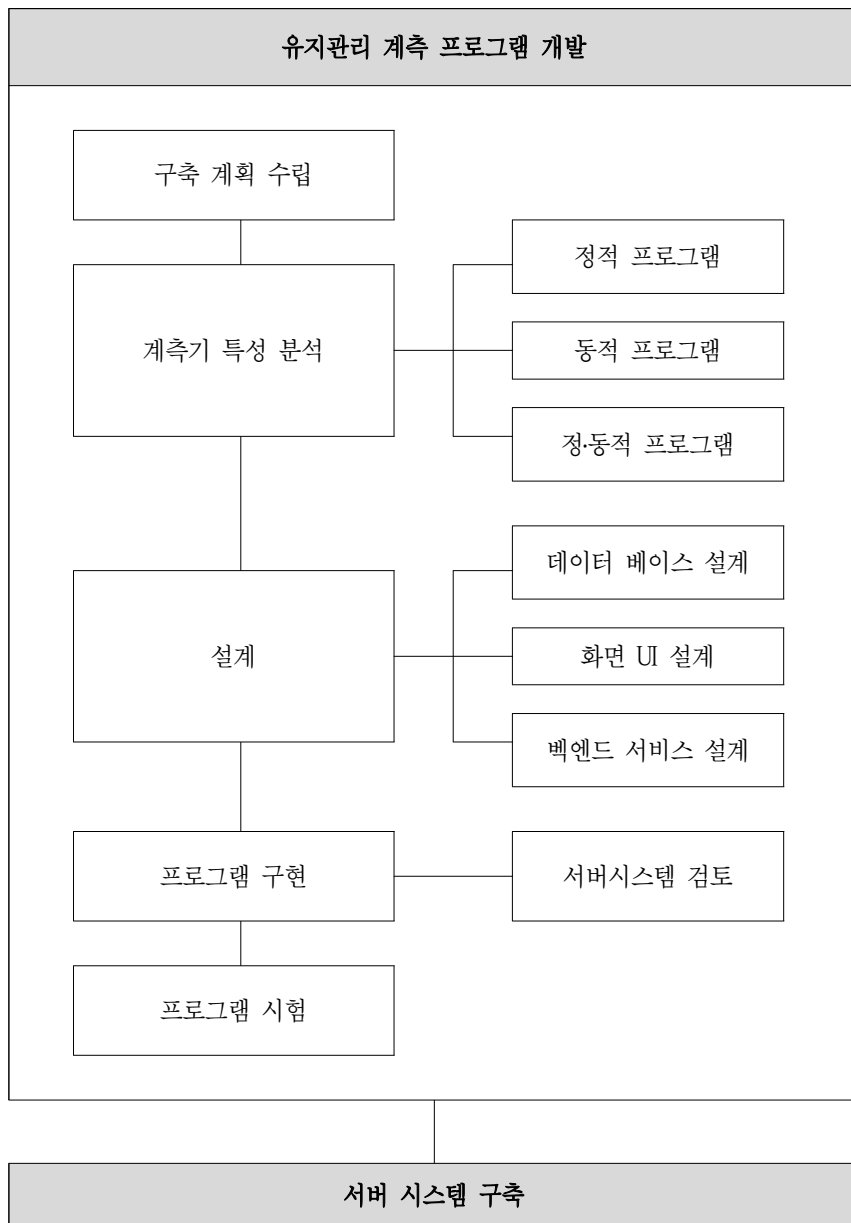 유지관리 계측 프로그램 개발
구축 계획 수립
계측기 특성 분석
정적 프로그램
동적 프로그램
정·동적 프로그램
설계
데이터 베이스 설계
화면 UI 설계
벡엔드 서비스 설계
프로그램 구현
서버시스템 검토
프로그램 시험
서버 시스템 구축